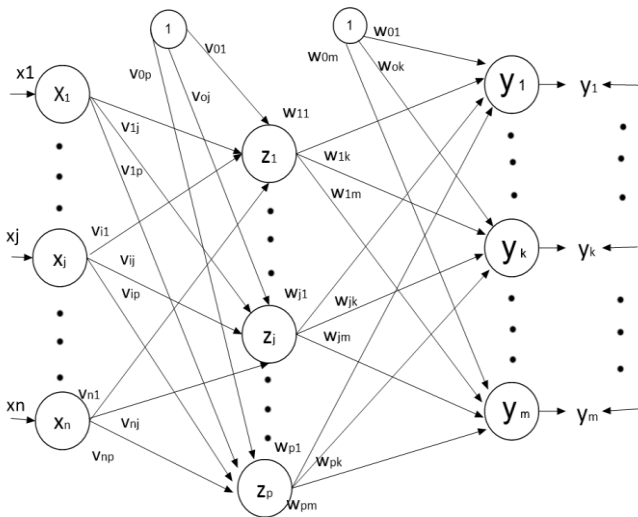 1
1
v01
w01
w0m
wok
v0p
voj
x1
X1
y1
y1
v1j
w11
v1p
z1
w1k
w1m
xj
xj
vi1
vij
vip
yk
yk
wj1
zj
wjk
wjm
xn
xn
vn1
vnj
vnp
ym
ym
wp1
zp
wpk
wpm